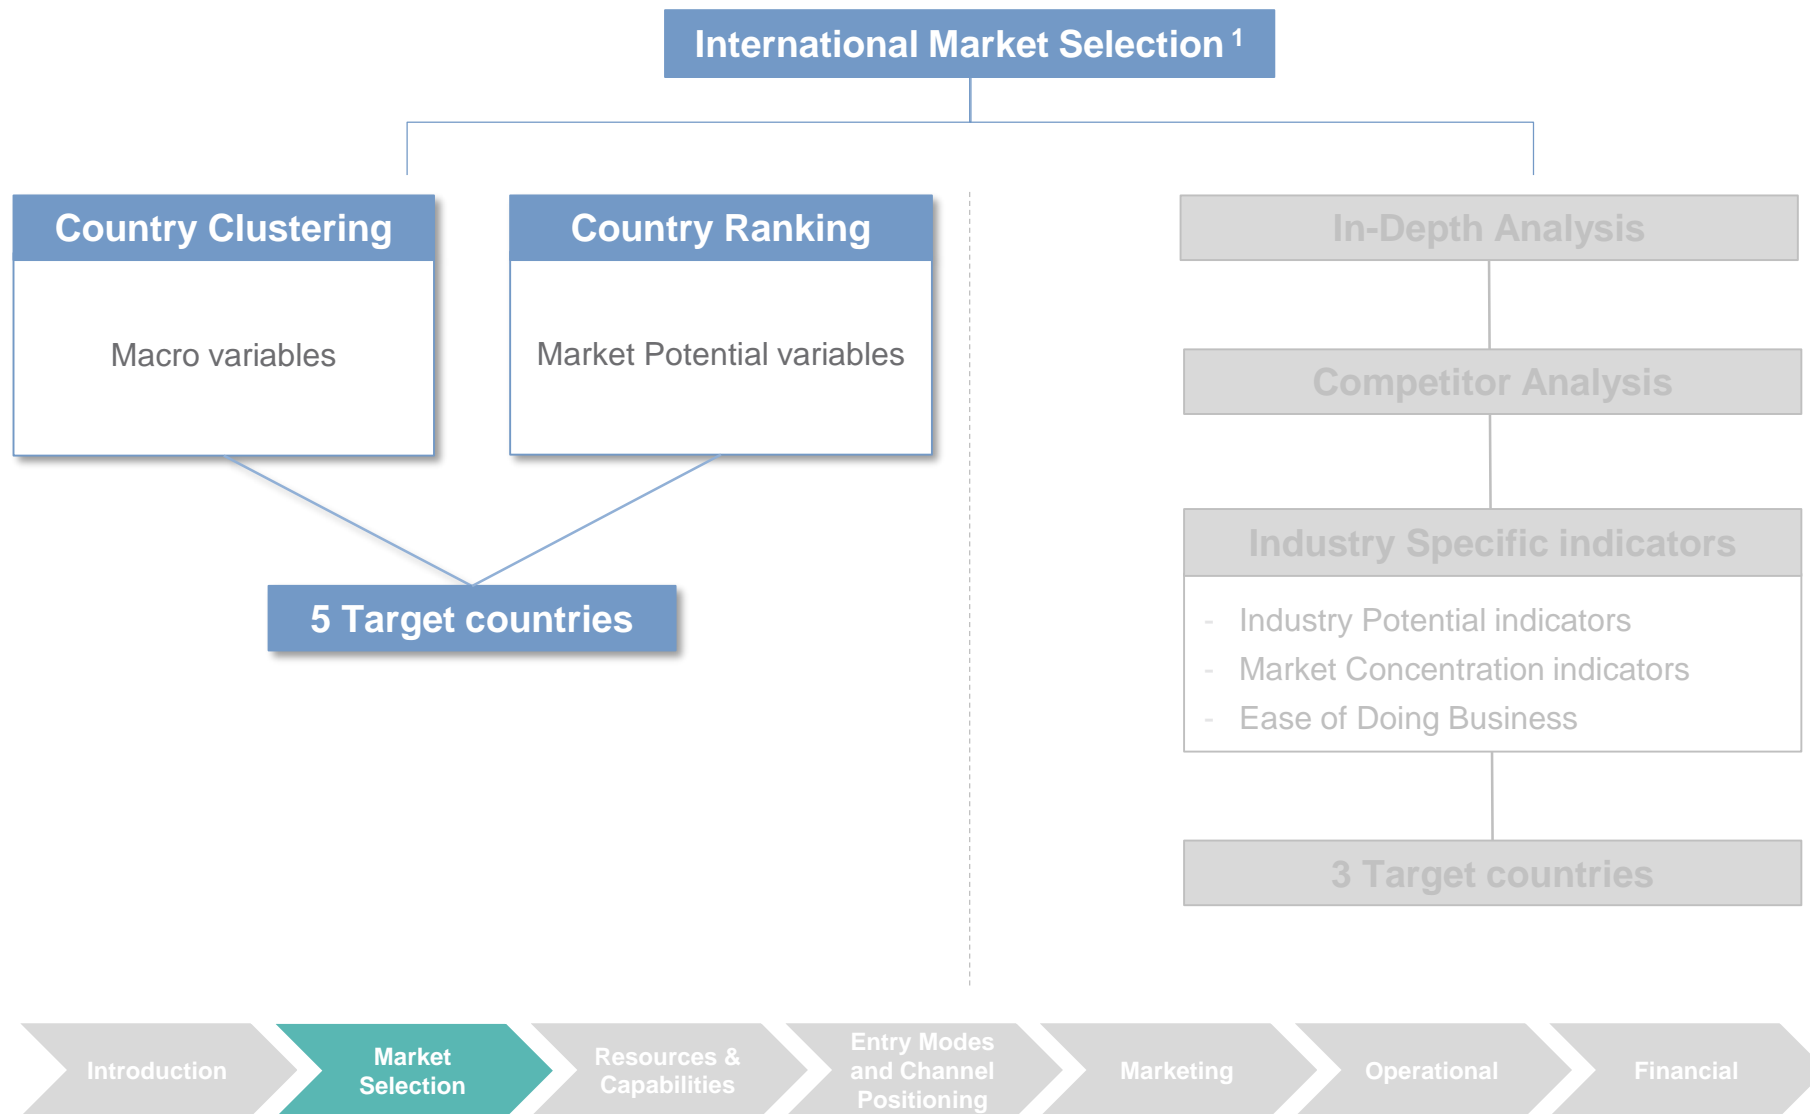 International Market Selection 1
Country Clustering
Macro variables
Country Ranking
Market Potential variables
5 Target countries
In-Depth Analysis
Competitor Analysis
Industry Specific indicators
- Industry Potential indicators
- Market Concentration indicators
- Ease of Doing Business
3 Target countries
Introduction
Market
Selection
Resources &
Capabilities
Entry Modes
and Channel
Positioning
Marketing
Operational
Financial